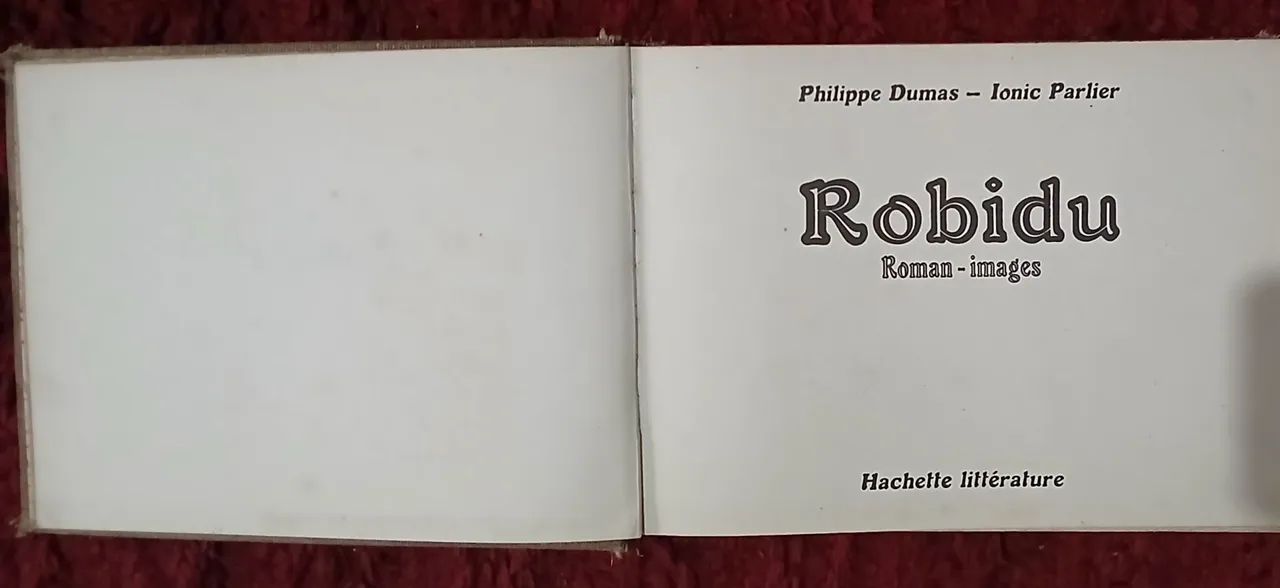 Philippe Dumas – Ionic Parlier
Robidu
Roman - images
Hachette littérature